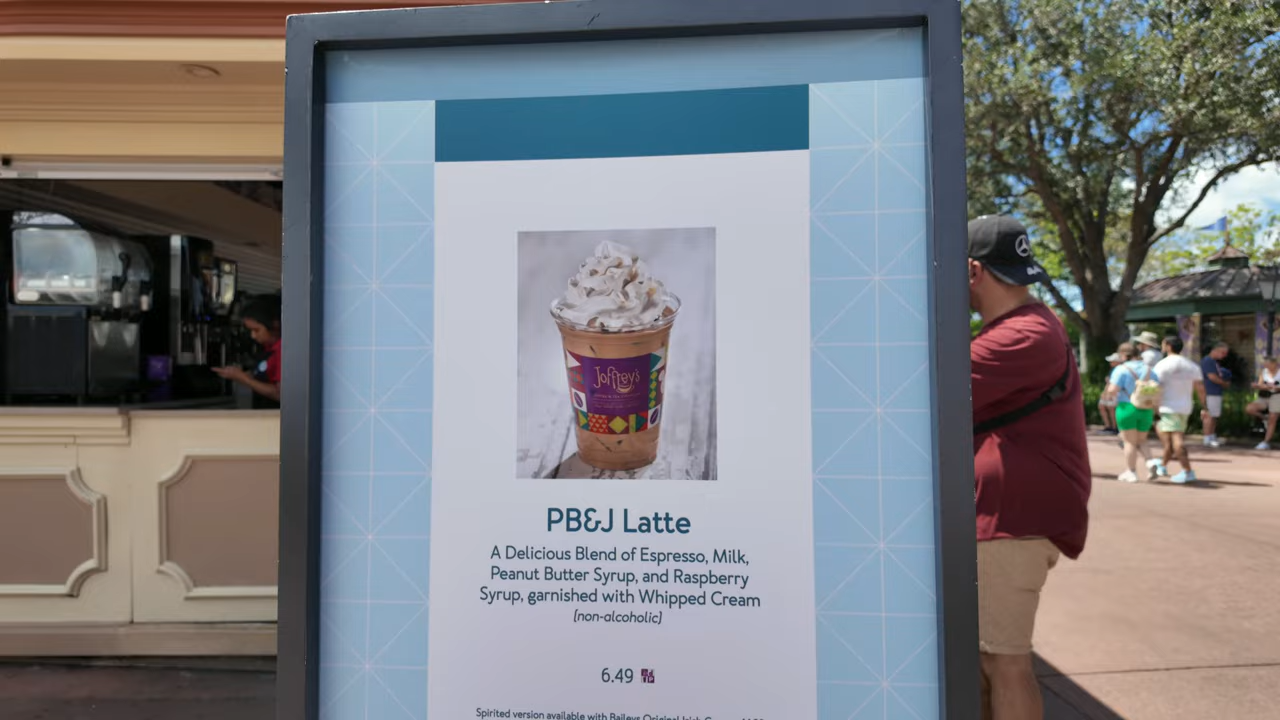 Joffrey's
PB&J Latte
A Delicious Blend of Espresso, Milk,
Peanut Butter Syrup, and Raspberry
Syrup, garnished with Whipped Cream
(non-alcoholic)
6.49
Spirited version available with Baileys Original Irish